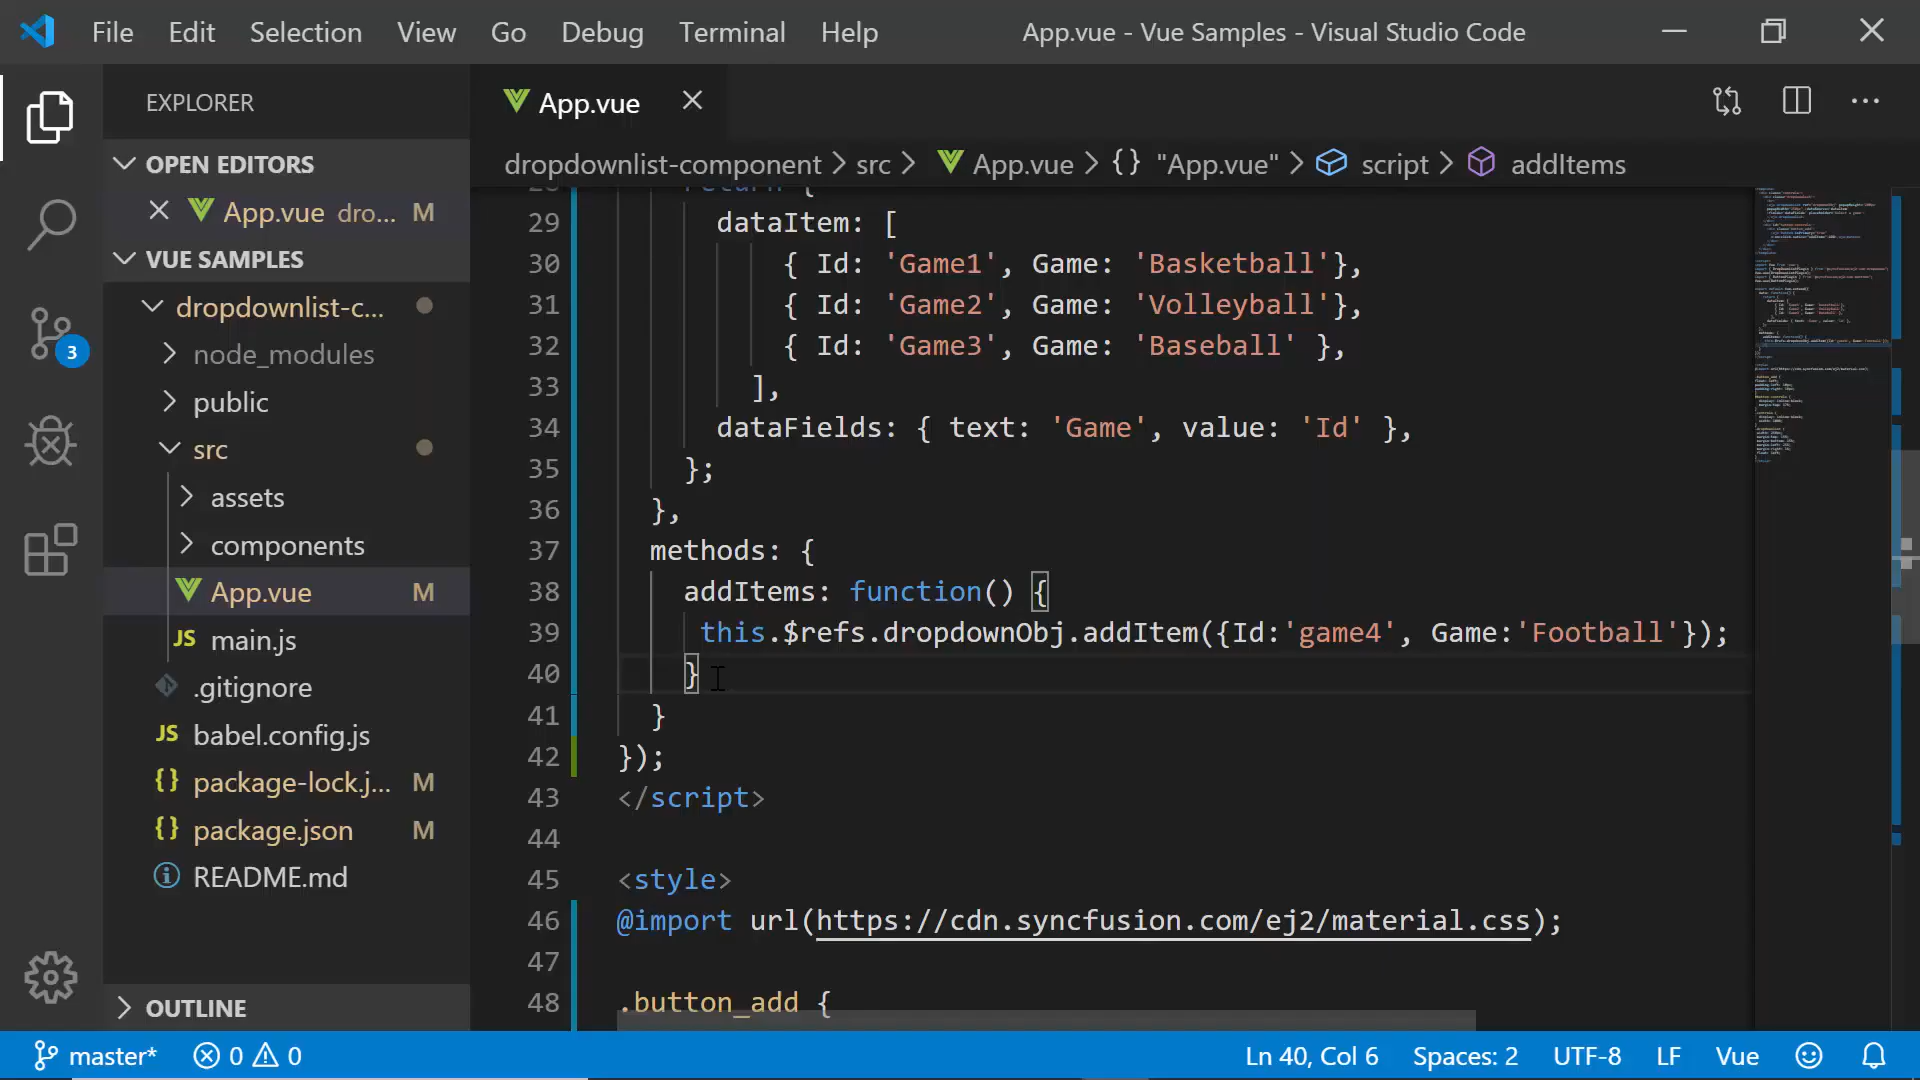 File Edit Selection View Go Debug Terminal Help App.vue - Vue Samples - Visual Studio Code
EXPLORER
OPEN EDITORS
App.vue dro... M
VUE SAMPLES
dropdownlist-c...
node_modules
public
src
assets
components
App.vue M
JS main.js
.gitignore
JS babel.config.js
{} package-lock.j... M
{} package.json M
README.md
OUTLINE
3
App.vue
dropdownlist-component > src > App.vue > {} "App.vue" > script > addItems
29 dataItem: [
30 { Id: 'Game1', Game: 'Basketball'},
31 { Id: 'Game2', Game: 'Volleyball'},
32 { Id: 'Game3', Game: 'Baseball' },
33 ],
34 dataFields: { text: 'Game', value: 'Id' },
35 };
36 },
37 methods: {
38 addItems: function() {
39 this.$refs.dropdownObj.addItem({Id:'game4', Game:'Football'});
40 }
41 }
42 });
43 </script>
44
45 <style>
46 @import url(https://cdn.syncfusion.com/ej2/material.css);
47
48 .button_add {
master* 0 0 Ln 40, Col 6 Spaces: 2 UTF-8 LF Vue